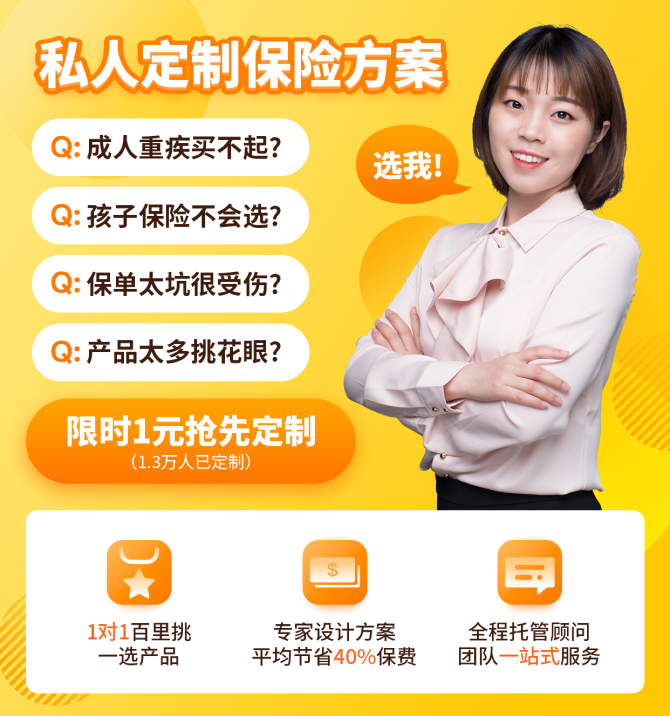 私人定制保险方案
Q: 成人重疾买不起?
选我!
Q: 孩子保险不会选?
Q: 保单太坑很受伤?
Q: 产品太多挑花眼?
限时1元抢先定制
(1.3万人已定制)
$
1对1百里挑
一选产品
专家设计方案
平均节省40%保费
全程托管顾问
团队一站式服务